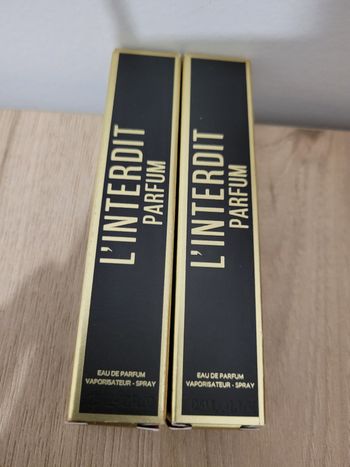 L'INTERDIT
PARFUM
EAU DE PARFUM
VAPORISATEUR - SPRAY
L'INTERDIT
PARFUM
EAU DE PARFUM
VAPORISATEUR - SPRAY